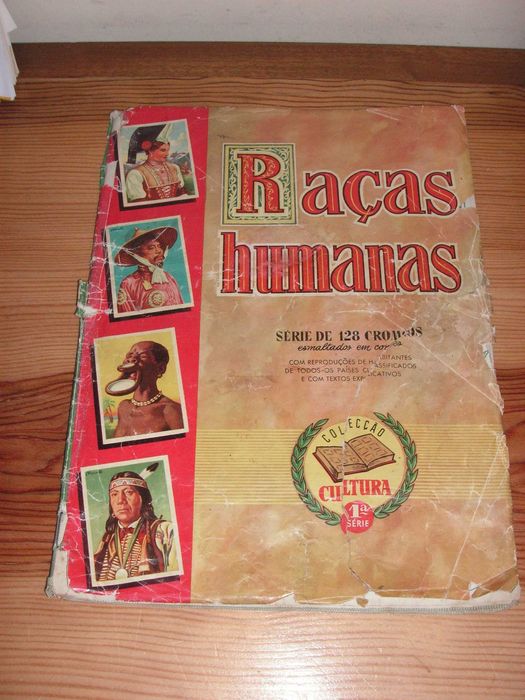 Raças
humanas
SÉRIE DE 128 CROMOS
esmaltados em cores
COM REPRODUÇÕES DE HABITANTES
DE TODOS OS PAÍSES CLASSIFICADOS
E COM TEXTOS EXPLICATIVOS
COLECÇÃO
CULTURA
1ª
SÉRIE